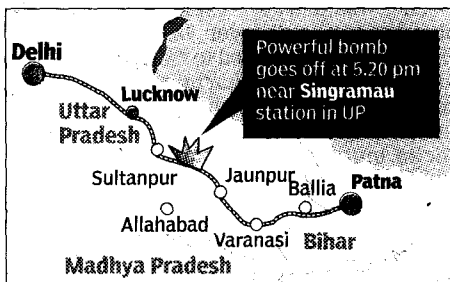 Delhi
Powerful bomb
goes off at 5.20 pm
near Singramau
station in UP
Lucknow
Uttar
Pradesh
Sultanpur
Jaunpur
Ballia
Patna
Allahabad
Varanasi
Bihar
Madhya Pradesh